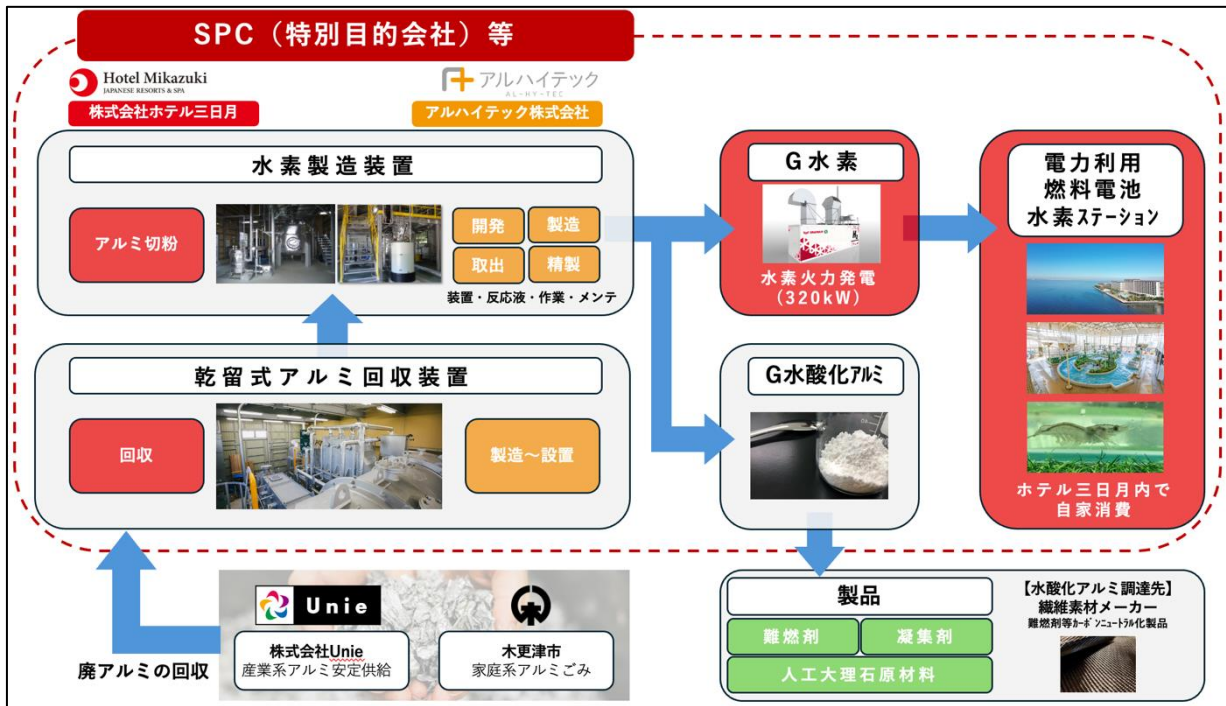 SPC（特別目的会社）等
Hotel Mikazuki
JAPANESE RESORTS & SPA
株式会社ホテル三日月
アルハイテック
AL-HY-TEC
アルハイテック株式会社
水素製造装置
アルミ切粉
開発
製造
取出
精製
装置・反応液・作業・メンテ
乾留式アルミ回収装置
回収
製造～設置
G水素
水素火力発電
(320kW)
G水酸化アルミ
電力利用
燃料電池
水素ステーション
ホテル三日月内で
自家消費
廃アルミの回収
Unie
株式会社Unie
産業系アルミ安定供給
木更津市
家庭系アルミごみ
製品
難燃剤
凝集剤
人工大理石原材料
【水酸化アルミ調達先】
繊維素材メーカー
難燃剤等カーボンニュートラル化製品